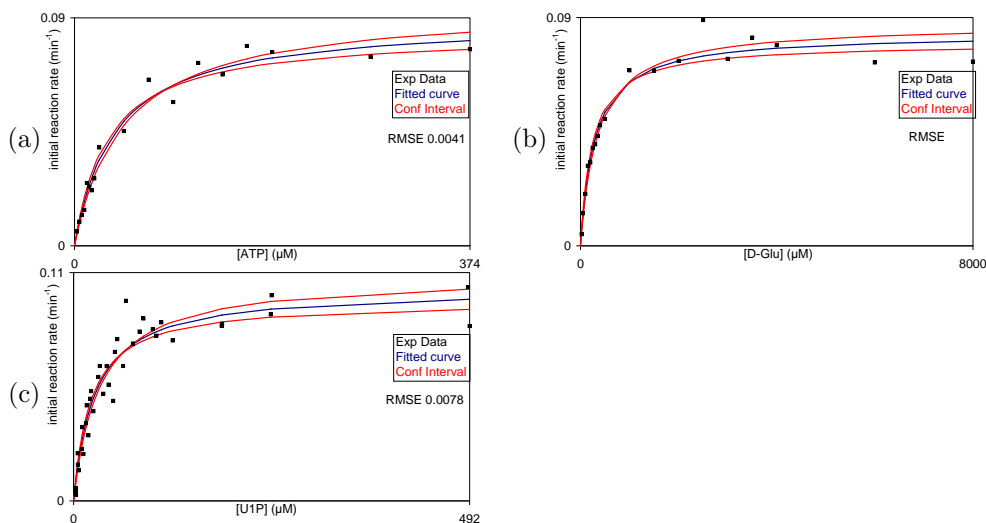 (a)
initial reaction rate (min⁻¹)
0.09
0
Exp Data
Fitted curve
Conf Interval
RMSE 0.0041
0
[ATP] (µM)
374
(b)
initial reaction rate (min⁻¹)
0.09
0
Exp Data
Fitted curve
Conf Interval
RMSE
0
[D-Glu] (µM)
8000
(c)
initial reaction rate (min⁻¹)
0.11
0
Exp Data
Fitted curve
Conf Interval
RMSE 0.0078
0
[U1P] (µM)
492